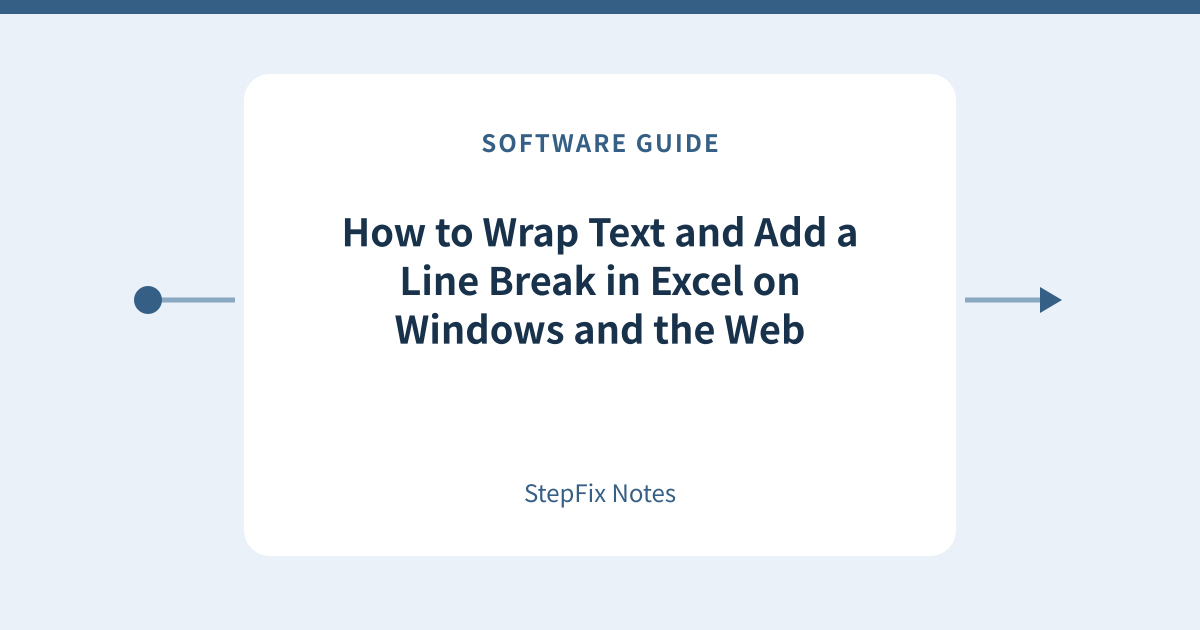 SOFTWARE GUIDE
How to Wrap Text and Add a
Line Break in Excel on
Windows and the Web
StepFix Notes